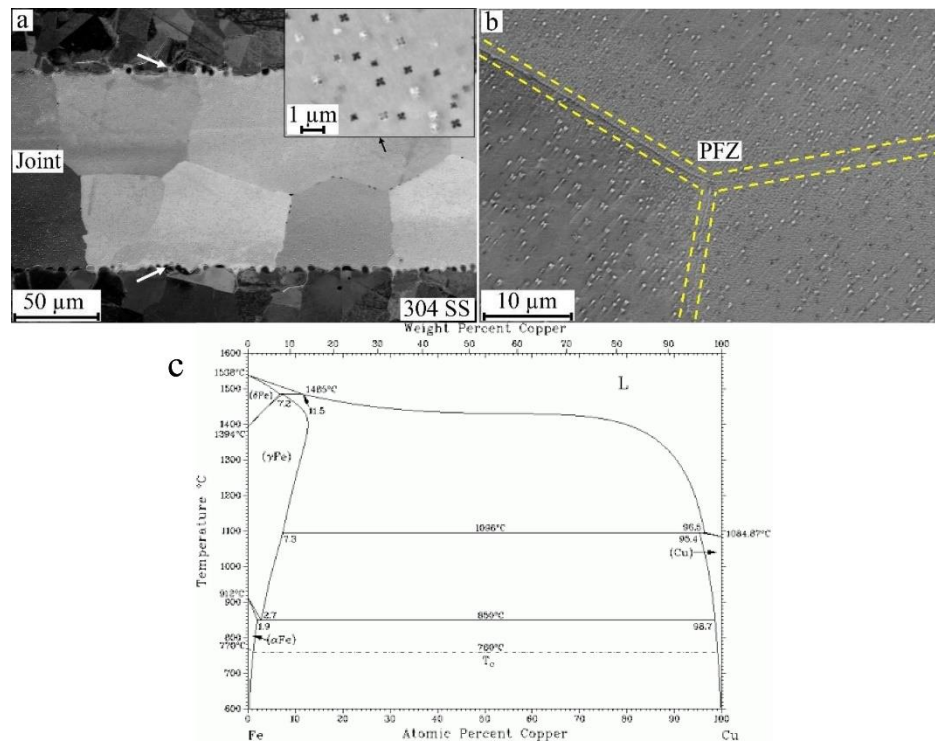 a
Joint
1 µm
50 µm
304 SS
b
PFZ
10 µm
c
Weight Percent Copper
0 10 20 30 40 50 60 70 80 90 100
1600
1538°C
1500
1400
1394°C
1300
1200
1100
1000
912°C
900
800
770°C
700
600
Temperature °C
L
1485°C
(δFe)
7.2
11.5
(γFe)
1096°C
96.5
7.3
95.4
1084.87°C
(Cu)
2.7
850°C
1.9
98.7
(αFe)
Tc
0 10 20 30 40 50 60 70 80 90 100
Fe
Atomic Percent Copper
Cu